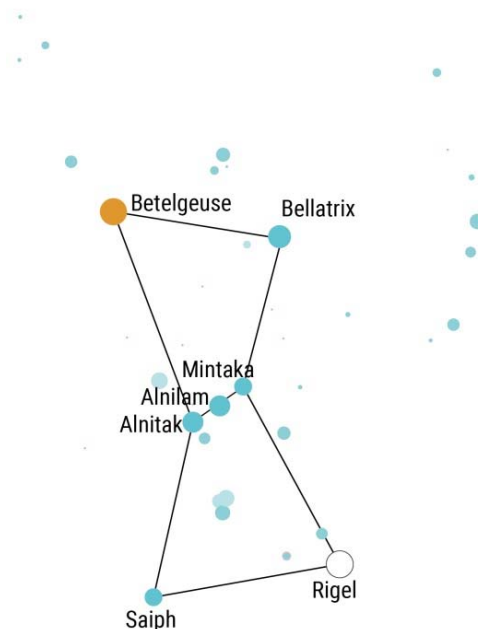 Betelgeuse
Bellatrix
Mintaka
Alnilam
Alnitak
Rigel
Saiph